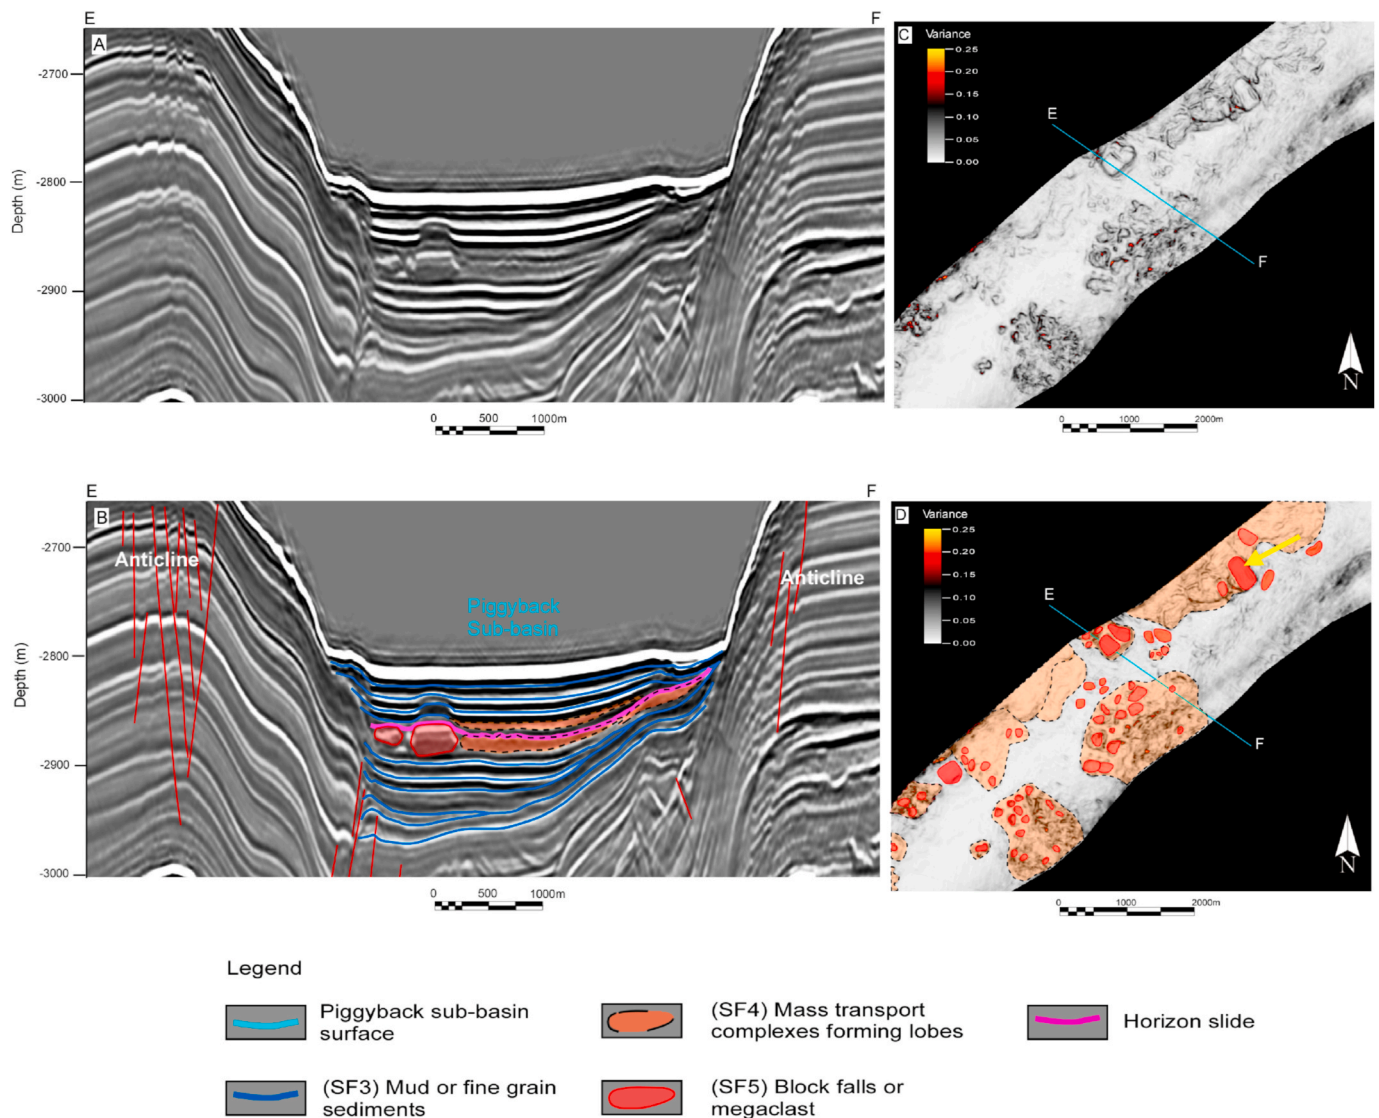 E
F
A
-2700
-2800
-2900
-3000
Depth (m)
0 500 1000m
C
Variance
0.25
0.20
0.15
0.10
0.05
0.00
E
F
N
0 1000 2000m
E
F
B
-2700
-2800
-2900
-3000
Depth (m)
Anticline
Piggyback
Sub-basin
Anticline
0 500 1000m
D
Variance
0.25
0.20
0.15
0.10
0.05
0.00
E
F
N
0 1000 2000m
Legend
Piggyback sub-basin
surface
(SF4) Mass transport
complexes forming lobes
Horizon slide
(SF3) Mud or fine grain
sediments
(SF5) Block falls or
megaclast